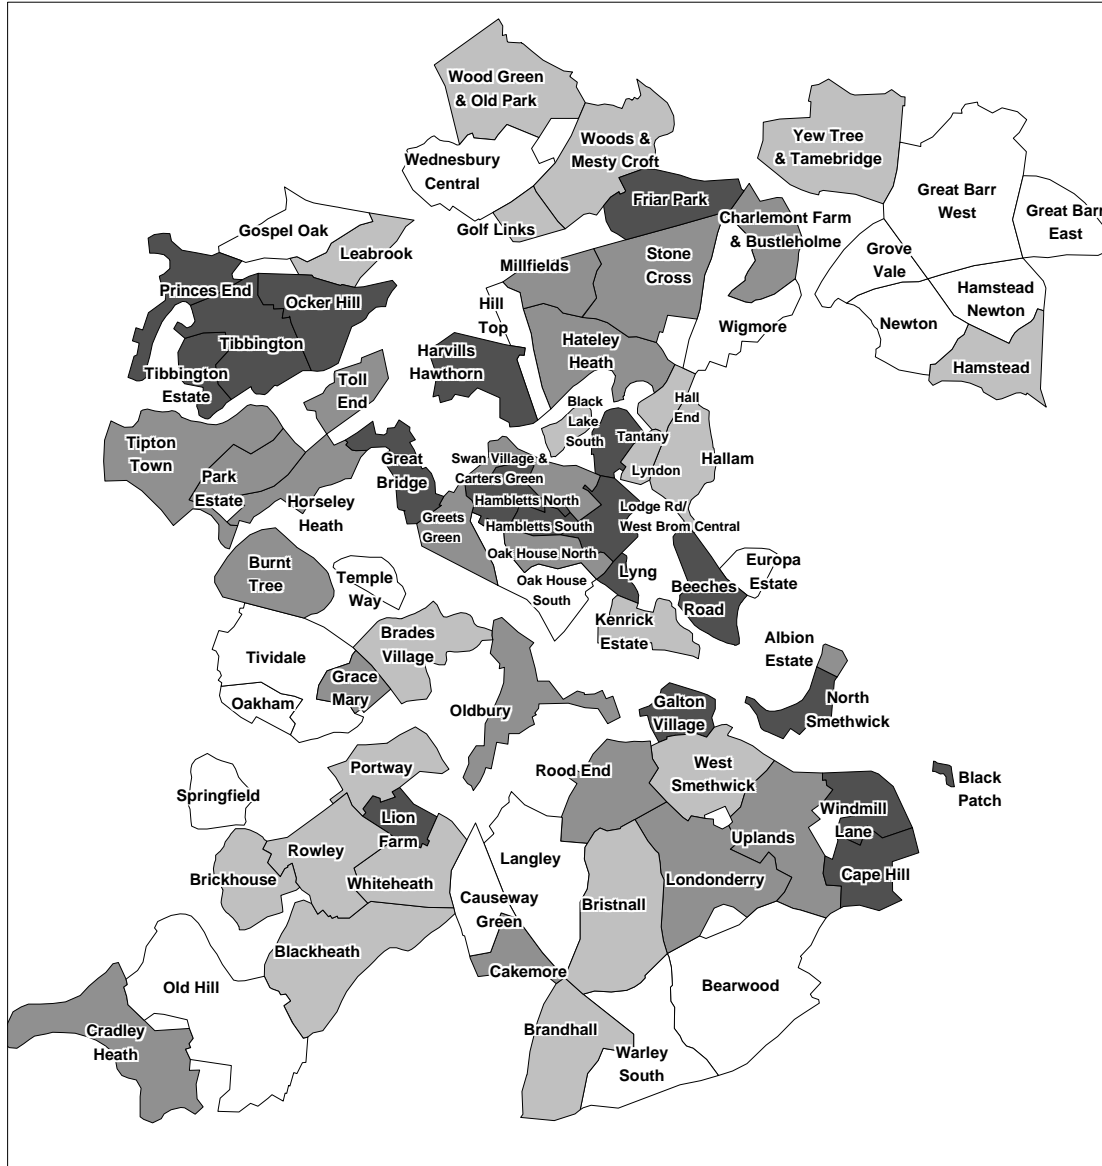 Wood Green
& Old Park
Woods &
Mesty Croft
Yew Tree
& Tamebridge
Wednesbury
Central
Friar Park
Great Barr
West
Great Barr
East
Golf Links
Charlemont Farm
& Bustleholme
Gospel Oak
Leabrook
Stone
Cross
Grove
Vale
Millfields
Princes End
Ocker Hill
Hill
Top
Wigmore
Hamstead
Newton
Newton
Tibbington
Harvills
Hawthorn
Hateley
Heath
Hamstead
Tibbington
Estate
Toll
End
Black
Lake
South
Hall
End
Tantany
Tipton
Town
Park
Estate
Great
Bridge
Swan Village &
Carters Green
Lyndon
Hallam
Horseley
Heath
Hambletts North
Lodge Rd/
West Brom Central
Greets
Green
Hambletts South
Oak House North
Burnt
Tree
Temple
Way
Oak House
South
Lyng
Beeches
Road
Europa
Estate
Kenrick
Estate
Brades
Village
Albion
Estate
Tividale
Grace
Mary
Oakham
Oldbury
Galton
Village
North
Smethwick
Portway
Rood End
West
Smethwick
Springfield
Black
Patch
Lion
Farm
Windmill
Lane
Rowley
Langley
Uplands
Brickhouse
Whiteheath
Causeway
Green
Bristnall
Londonderry
Cape Hill
Blackheath
Cakemore
Old Hill
Bearwood
Cradley
Heath
Brandhall
Warley
South